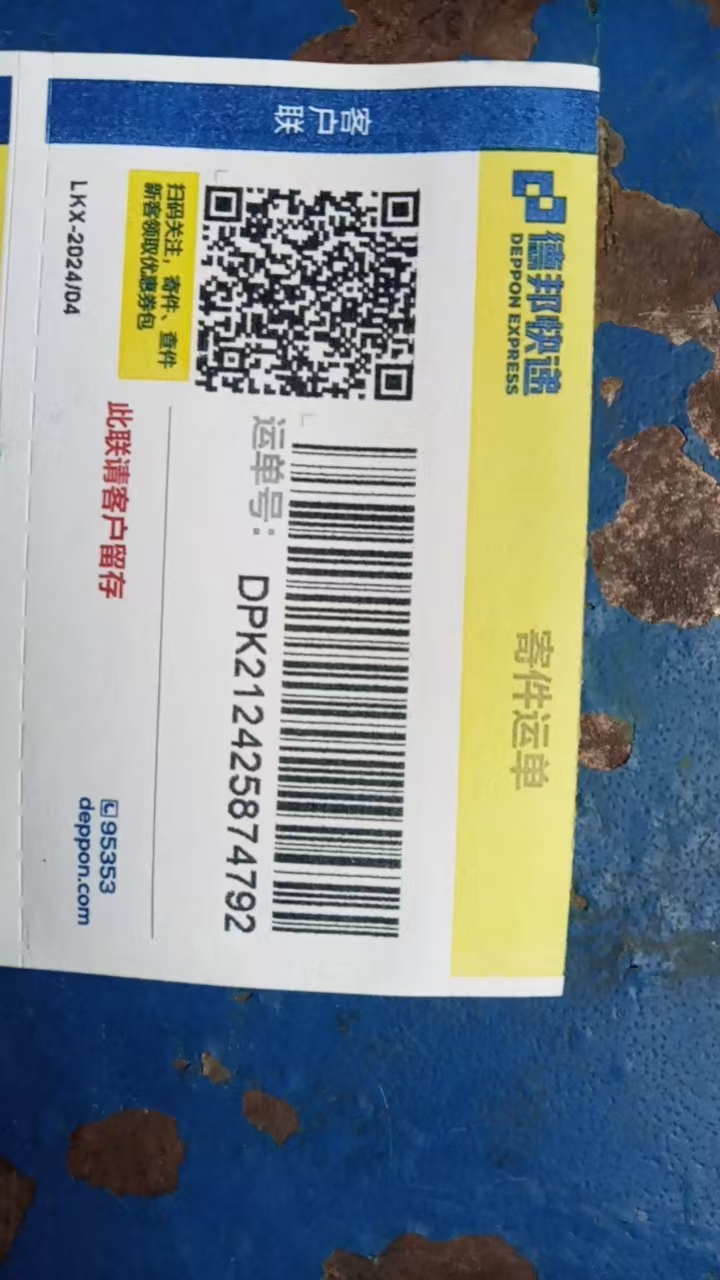 德邦快递
DEPPON EXPRESS
寄件运单
客户联
运单号:
DPK212425874792
扫码关注，寄件、查件
新客领取优惠券包
此联请客户留存
95353
deppon.com
LKX-2024/04